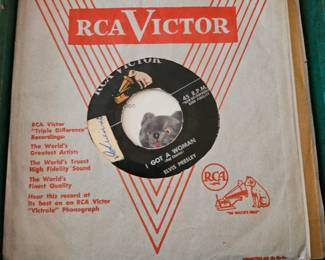 RCA VICTOR
RCA VICTOR
45 R.P.M.
I GOT A WOMAN
ELVIS PRESLEY
RCA Victor
"Triple Difference"
Recordings:
The World's
Greatest Artists
The World's Truest
High Fidelity Sound
The World's
Finest Quality
Hear this record at
its best on an RCA Victor
"Victrola" Phonograph
RCA
"HIS MASTER'S VOICE"